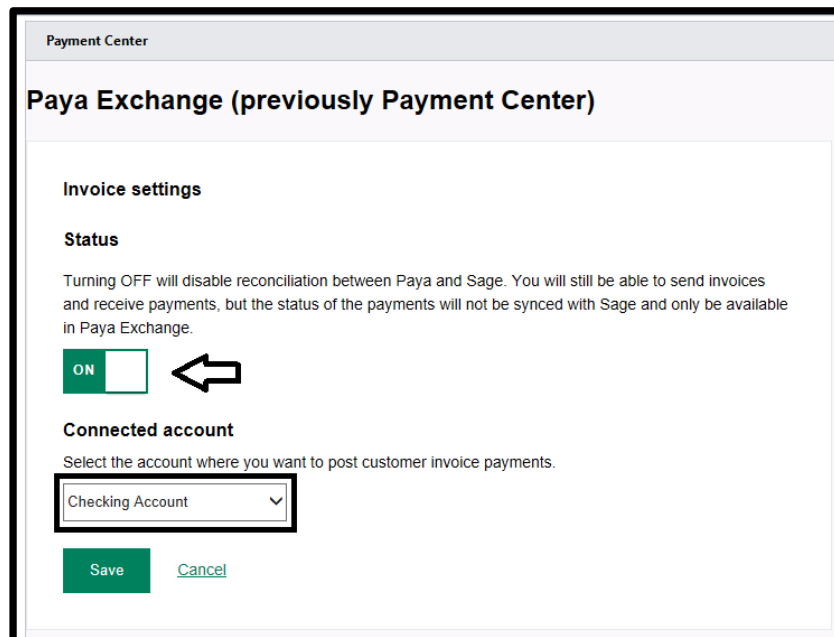 Payment Center
Paya Exchange (previously Payment Center)
Invoice settings
Status
Turning OFF will disable reconciliation between Paya and Sage. You will still be able to send invoices
and receive payments, but the status of the payments will not be synced with Sage and only be available
in Paya Exchange.
ON
Connected account
Select the account where you want to post customer invoice payments.
Checking Account
Save Cancel